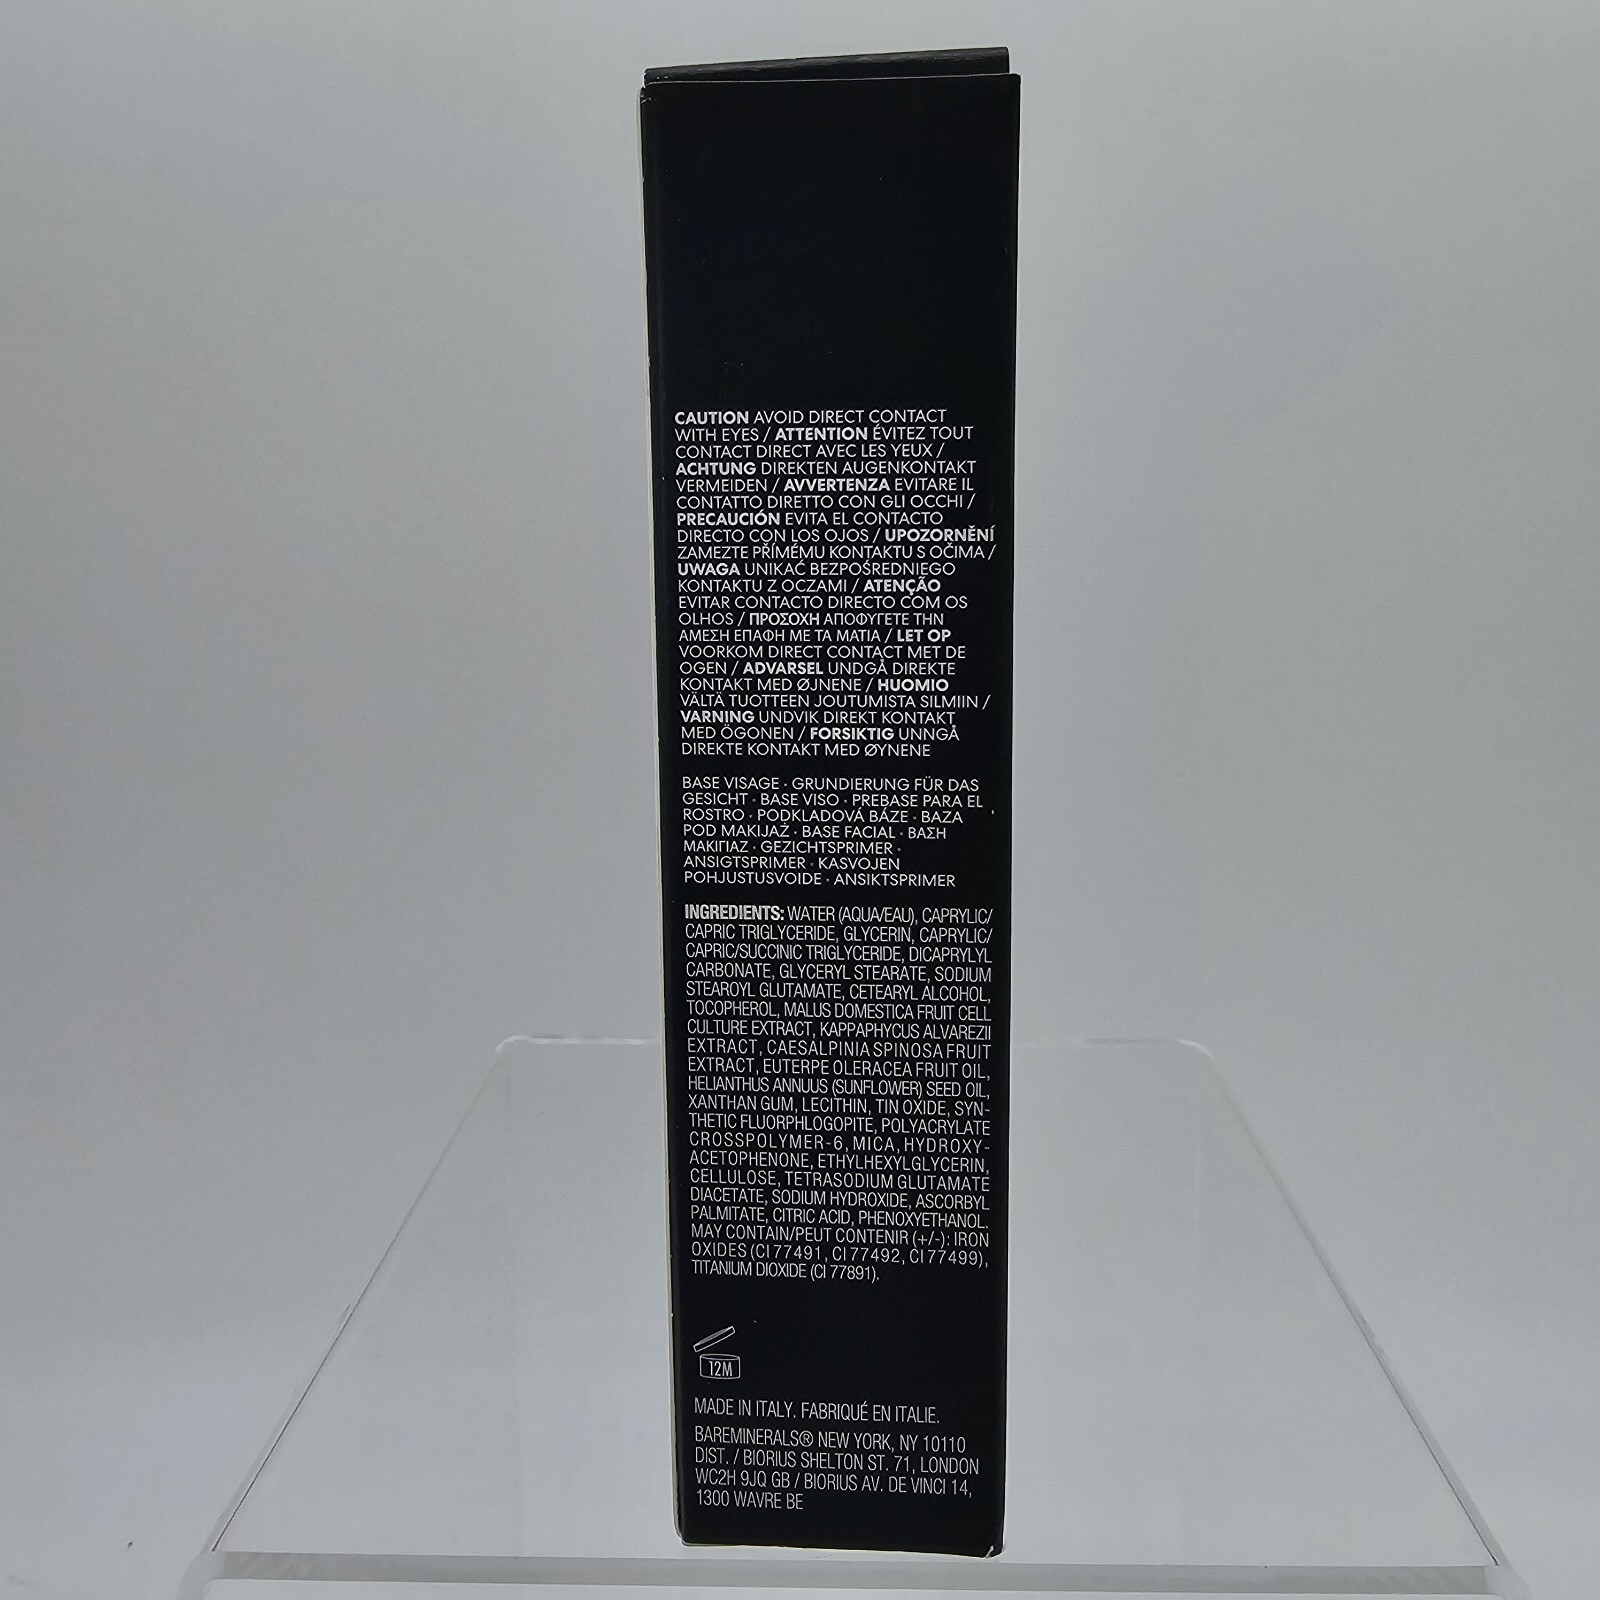 CAUTION AVOID DIRECT CONTACT
WITH EYES / ATTENTION ÉVITEZ TOUT
CONTACT DIRECT AVEC LES YEUX /
ACHTUNG DIREKTEN AUGENKONTAKT
VERMEIDEN / AVVERTENZA EVITARE IL
CONTATTO DIRETTO CON GLI OCCHI /
PRECAUCIÓN EVITA EL CONTACTO
DIRECTO CON LOS OJOS / UPOZORNĚNÍ
ZAMEZTE PŘÍMÉMU KONTAKTU S OČIMA /
UWAGA UNIKAĆ BEZPOŚREDNIEGO
KONTAKTU Z OCZAMI / ATENÇÃO
EVITAR CONTACTO DIRECTO COM OS
OLHOS / ΠΡΟΣΟΧΗ ΑΠΟΦΥΓΕΤΕ ΤΗΝ
ΑΜΕΣΗ ΕΠΑΦΗ ΜΕ ΤΑ ΜΑΤΙΑ / LET OP
VOORKOM DIRECT CONTACT MET DE
OGEN / ADVARSEL UNDGÅ DIREKTE
KONTAKT MED ØJNENE / HUOMIO
VÄLTÄ TUOTTEEN JOUTUMISTA SILMIIN /
VARNING UNDVIK DIREKT KONTAKT
MED ÖGONEN / FORSIKTIG UNNGÅ
DIREKTE KONTAKT MED ØYNENE
BASE VISAGE • GRUNDIERUNG FÜR DAS
GESICHT • BASE VISO • PREBASE PARA EL
ROSTRO • PODKLADOVÁ BÁZE • BAZA
POD MAKIJAŻ • BASE FACIAL • ΒΑΣΗ
ΜΑΚΙΓΙΑΖ • GEZICHTSPRIMER •
ANSIGTSPRIMER • KASVOJEN
POHJUSTUSVOIDE • ANSIKTSPRIMER
INGREDIENTS: WATER (AQUA/EAU), CAPRYLIC/
CAPRIC TRIGLYCERIDE, GLYCERIN, CAPRYLIC/
CAPRIC/SUCCINIC TRIGLYCERIDE, DICAPRYLYL
CARBONATE, GLYCERYL STEARATE, SODIUM
STEAROYL GLUTAMATE, CETEARYL ALCOHOL,
TOCOPHEROL, MALUS DOMESTICA FRUIT CELL
CULTURE EXTRACT, KAPPAPHYCUS ALVAREZII
EXTRACT, CAESALPINIA SPINOSA FRUIT
EXTRACT, EUTERPE OLERACEA FRUIT OIL,
HELIANTHUS ANNUUS (SUNFLOWER) SEED OIL,
XANTHAN GUM, LECITHIN, TIN OXIDE, SYN-
THETIC FLUORPHLOGOPITE, POLYACRYLATE
CROSSPOLYMER-6, MICA, HYDROXY-
ACETOPHENONE, ETHYLHEXYLGLYCERIN,
CELLULOSE, TETRASODIUM GLUTAMATE
DIACETATE, SODIUM HYDROXIDE, ASCORBYL
PALMITATE, CITRIC ACID, PHENOXYETHANOL.
MAY CONTAIN/PEUT CONTENIR (+/-): IRON
OXIDES (CI 77491, CI 77492, CI 77499),
TITANIUM DIOXIDE (CI 77891).
12M
MADE IN ITALY. FABRIQUÉ EN ITALIE.
BAREMINERALS® NEW YORK, NY 10110
DIST. / BIORIUS SHELTON ST. 71, LONDON
WC2H 9JQ GB / BIORIUS AV. DE VINCI 14,
1300 WAVRE BE